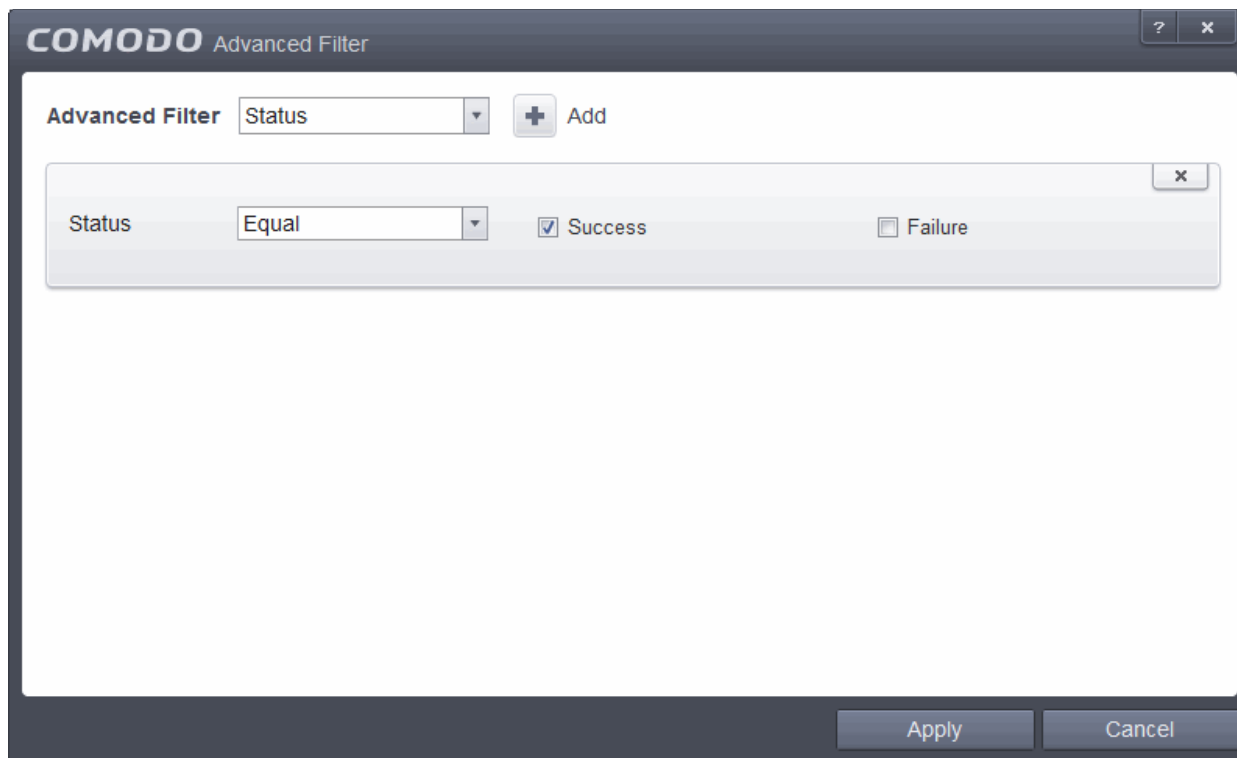 COMODO Advanced Filter ? x
Advanced Filter Status + Add
x
Status Equal Success Failure
Apply Cancel